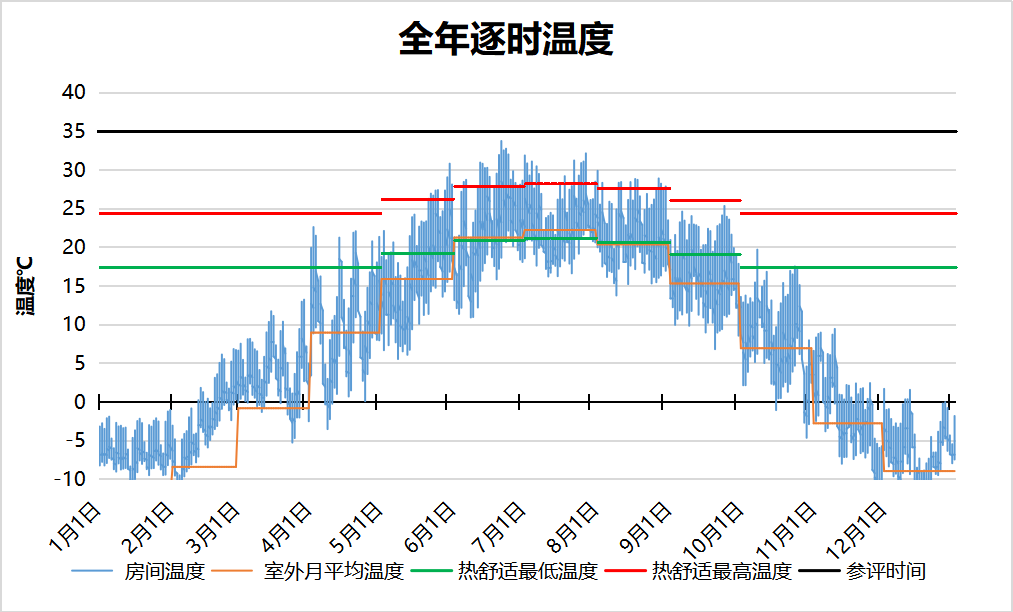 全年逐时温度
40
35
30
25
20
15
10
5
0
-5
-10
温度℃
1月1日
2月1日
3月1日
4月1日
5月1日
6月1日
7月1日
8月1日
9月1日
10月1日
11月1日
12月1日
房间温度 室外月平均温度 热舒适最低温度 热舒适最高温度 参评时间